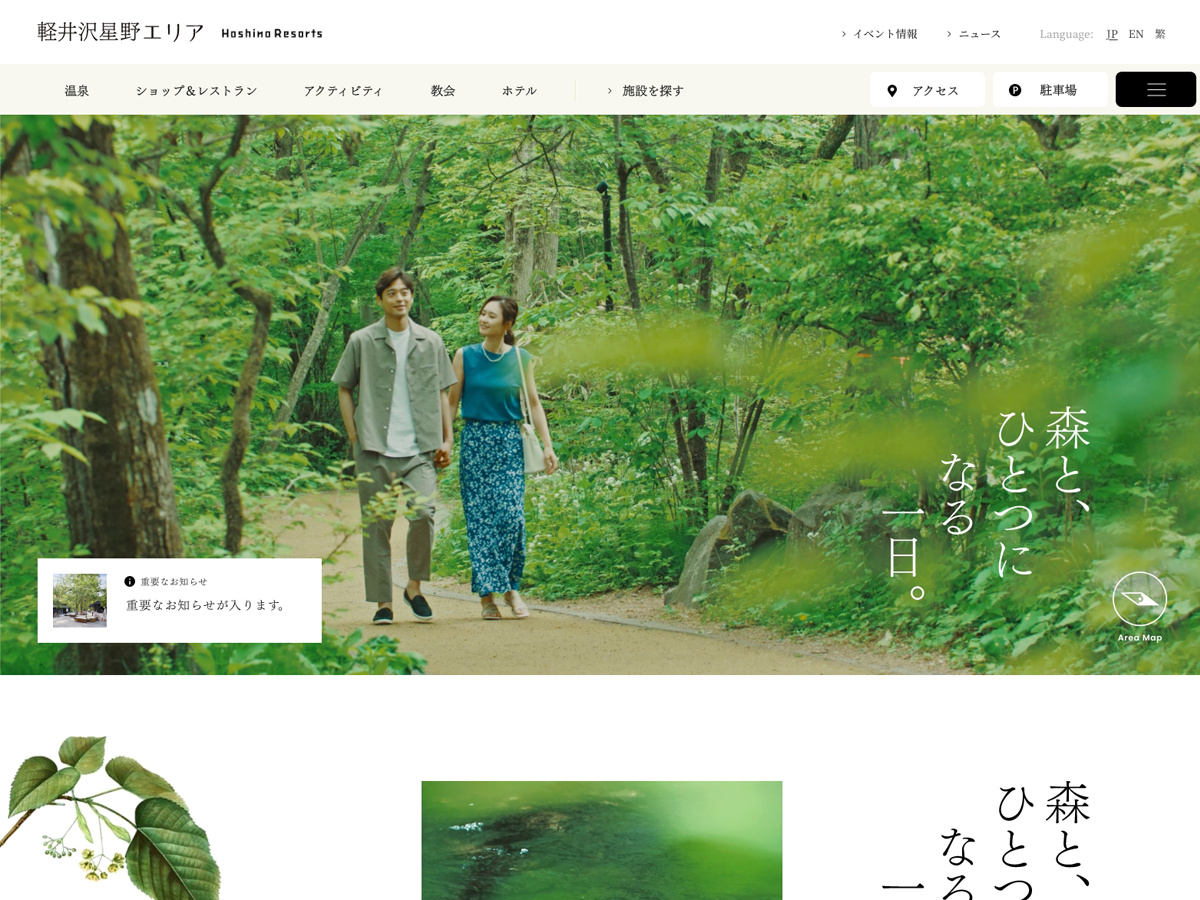 軽井沢星野エリア
Hoshino Resorts
イベント情報
ニュース
Language: JP EN 繁
温泉
ショップ&レストラン
アクティビティ
教会
ホテル
施設を探す
アクセス
P 駐車場
森と、
ひとつに
なる
一日。
重要なお知らせ
重要なお知らせが入ります。
Area Map
森と、
ひとつ
なる
一